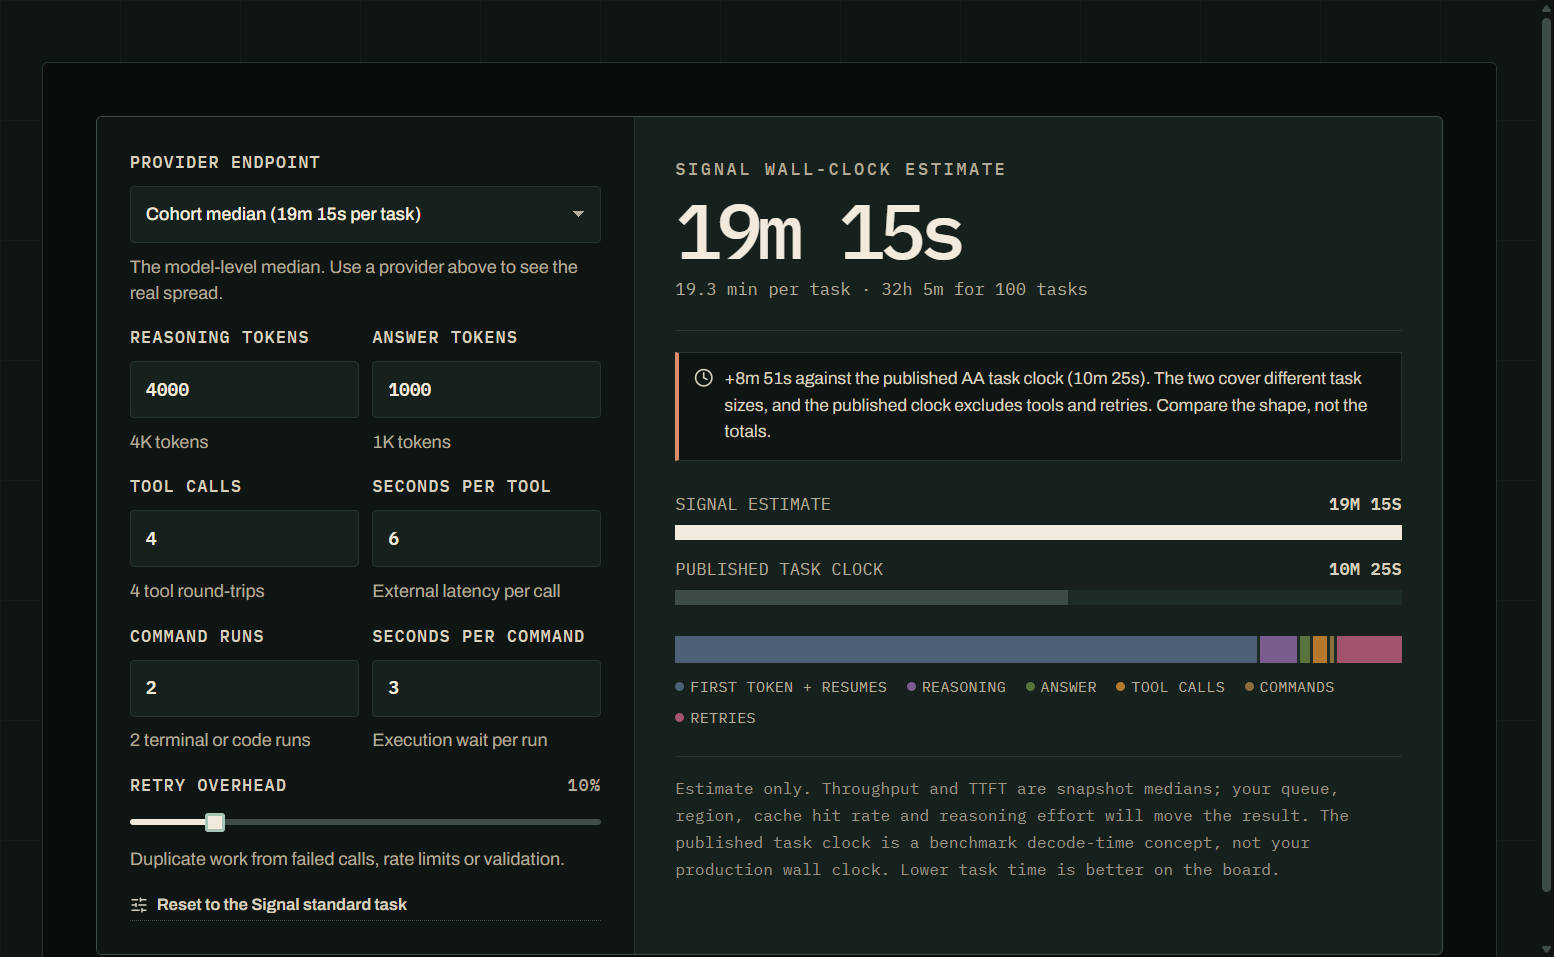 PROVIDER ENDPOINT
Cohort median (19m 15s per task)
The model-level median. Use a provider above to see the
real spread.
REASONING TOKENS
ANSWER TOKENS
4000
1000
4K tokens
1K tokens
TOOL CALLS
SECONDS PER TOOL
4
6
4 tool round-trips
External latency per call
COMMAND RUNS
SECONDS PER COMMAND
2
3
2 terminal or code runs
Execution wait per run
RETRY OVERHEAD
10%
Duplicate work from failed calls, rate limits or validation.
Reset to the Signal standard task
SIGNAL WALL-CLOCK ESTIMATE
19m 15s
19.3 min per task · 32h 5m for 100 tasks
+8m 51s against the published AA task clock (10m 25s). The two cover different task
sizes, and the published clock excludes tools and retries. Compare the shape, not the
totals.
SIGNAL ESTIMATE
19M 15S
PUBLISHED TASK CLOCK
10M 25S
FIRST TOKEN + RESUMES
REASONING
ANSWER
TOOL CALLS
COMMANDS
RETRIES
Estimate only. Throughput and TTFT are snapshot medians; your queue,
region, cache hit rate and reasoning effort will move the result. The
published task clock is a benchmark decode-time concept, not your
production wall clock. Lower task time is better on the board.